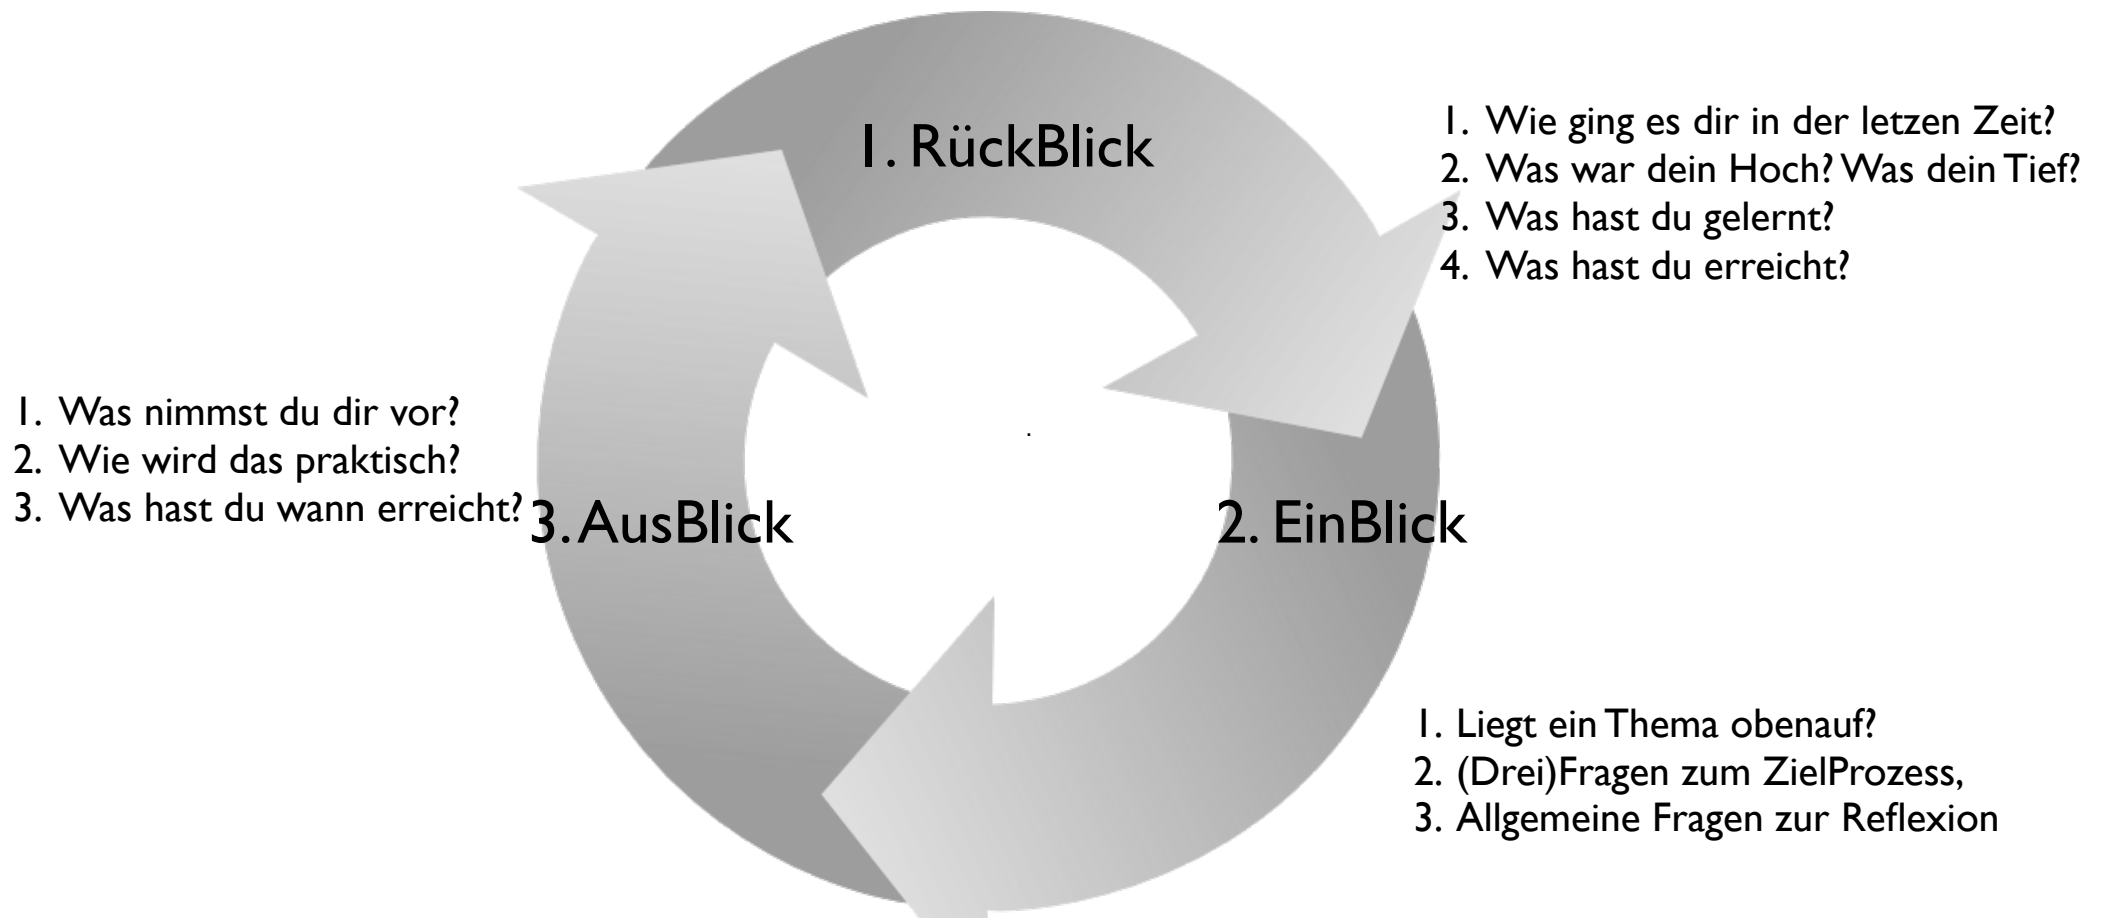 1. RückBlick
1. Wie ging es dir in der letzen Zeit?
2. Was war dein Hoch? Was dein Tief?
3. Was hast du gelernt?
4. Was hast du erreicht?
2. EinBlick
1. Liegt ein Thema obenauf?
2. (Drei)Fragen zum ZielProzess,
3. Allgemeine Fragen zur Reflexion
3. AusBlick
1. Was nimmst du dir vor?
2. Wie wird das praktisch?
3. Was hast du wann erreicht?
.